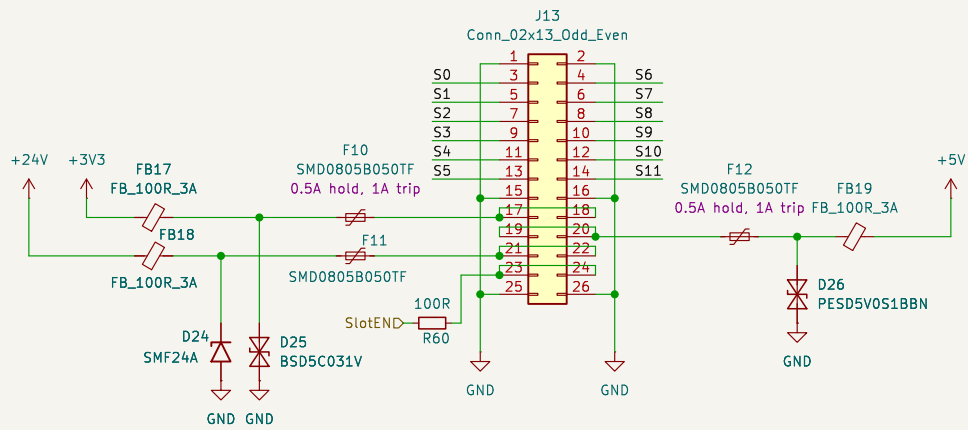 J13
Conn_02x13_Odd_Even
1 2
S0 3 4 S6
S1 5 6 S7
S2 7 8 S8
S3 9 10 S9
S4 11 12 S10
S5 13 14 S11
15 16
17 18
19 20
21 22
23 24
25 26
+24V
+3V3
FB17
FB_100R_3A
F10
SMD0805B050TF
0.5A hold, 1A trip
FB18
FB_100R_3A
F11
SMD0805B050TF
F12
SMD0805B050TF
0.5A hold, 1A trip
FB19
FB_100R_3A
+5V
100R
SlotEN
R60
D24
SMF24A
D25
BSD5C031V
D26
PESD5V0S1BBN
GND
GND
GND
GND
GND